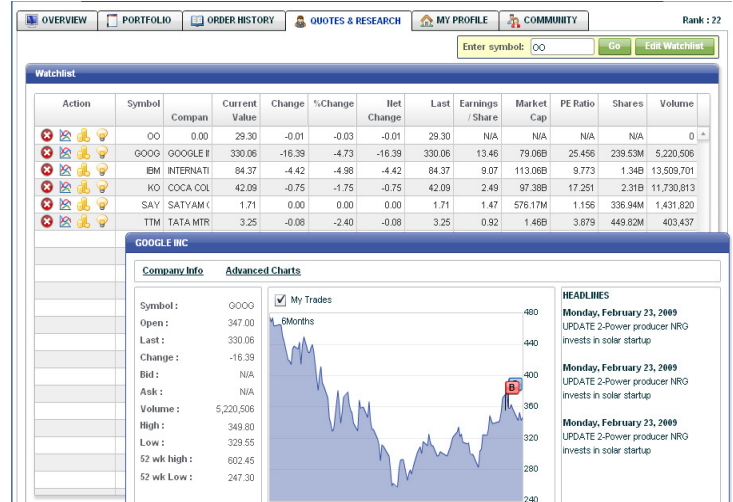 OVERVIEW PORTFOLIO ORDER HISTORY QUOTES & RESEARCH MY PROFILE COMMUNITY Rank : 22
Enter symbol: OO Go Edit Watchlist
Watchlist
Action Symbol Compan Current Value Change %Change Net Change Last Earnings / Share Market Cap PE Ratio Shares Volume
OO 0.00 29.30 -0.01 -0.03 -0.01 29.30 N/A N/A N/A N/A 0
GOOG GOOGLE II 330.06 -16.39 -4.73 -16.39 330.06 13.46 79.06B 25.456 239.53M 5,220,506
IBM INTERNATI 84.37 -4.42 -4.98 -4.42 84.37 9.07 113.06B 9.773 1.34B 13,509,701
KO COCA COL 42.09 -0.75 -1.75 -0.75 42.09 2.49 97.38B 17.251 2.31B 11,730,813
SAY SATYAM ( 1.71 0.00 0.00 0.00 1.71 1.47 576.17M 1.156 336.94M 1,431,820
TTM TATA MTR 3.25 -0.08 -2.40 -0.08 3.25 0.92 1.46B 3.879 449.82M 403,437
GOOGLE INC
Company Info Advanced Charts
Symbol : GOOG
Open : 347.00
Last : 330.06
Change : -16.39
Bid : N/A
Ask : N/A
Volume : 5,220,506
High : 349.80
Low : 329.55
52 wk high : 602.45
52 wk Low : 247.30
My Trades
6Months
480
440
400
B
360
320
280
240
HEADLINES
Monday, February 23, 2009
UPDATE 2-Power producer NRG
invests in solar startup
Monday, February 23, 2009
UPDATE 2-Power producer NRG
invests in solar startup
Monday, February 23, 2009
UPDATE 2-Power producer NRG
invests in solar startup